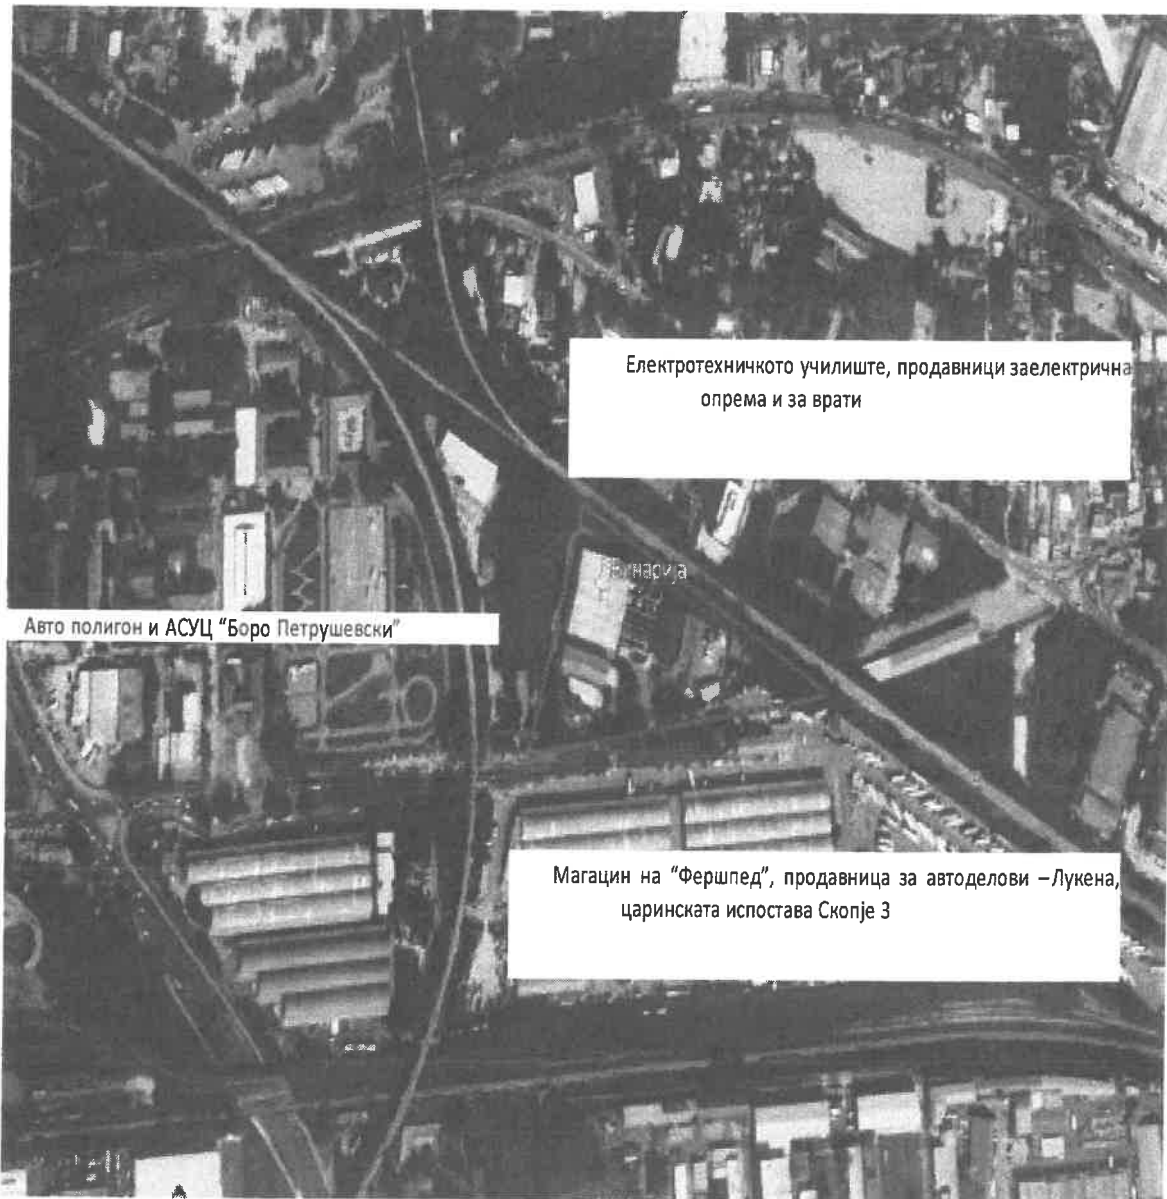 Електротехничкото училиште, продавници заелектрична
опрема и за врати
Авто полигон и АСУЦ "Боро Петрушевски"
Магацин на "Фершпед", продавница за автоделови –Лукена,
царинската испостава Скопје 3